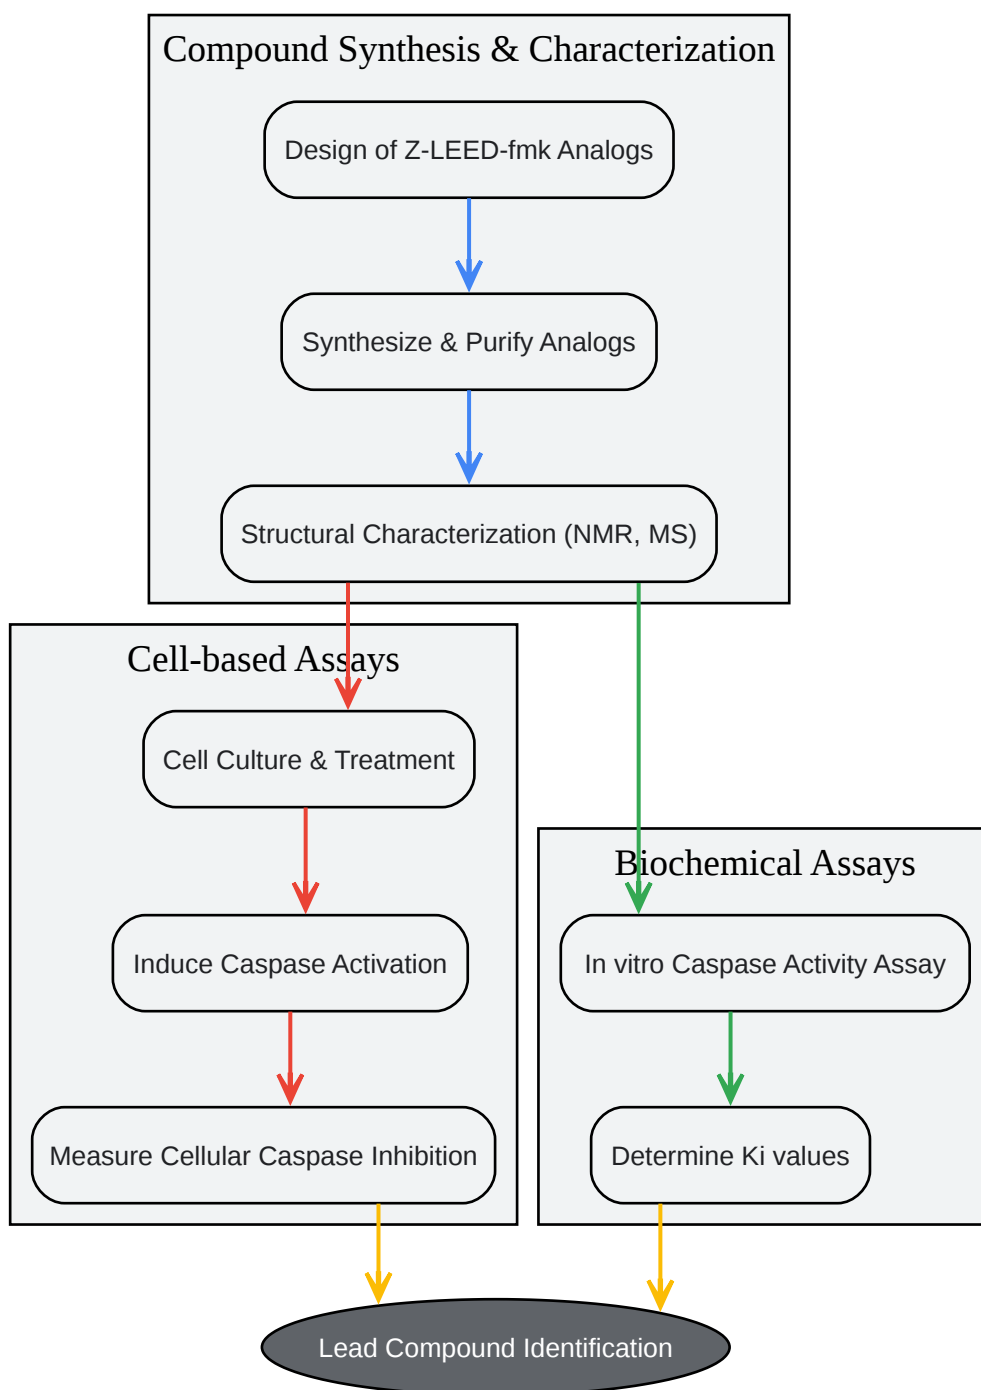 Compound Synthesis & Characterization
Design of Z-LEED-fmk Analogs
Synthesize & Purify Analogs
Structural Characterization (NMR, MS)
Cell-based Assays
Cell Culture & Treatment
Induce Caspase Activation
Measure Cellular Caspase Inhibition
Biochemical Assays
In vitro Caspase Activity Assay
Determine Ki values
Lead Compound Identification